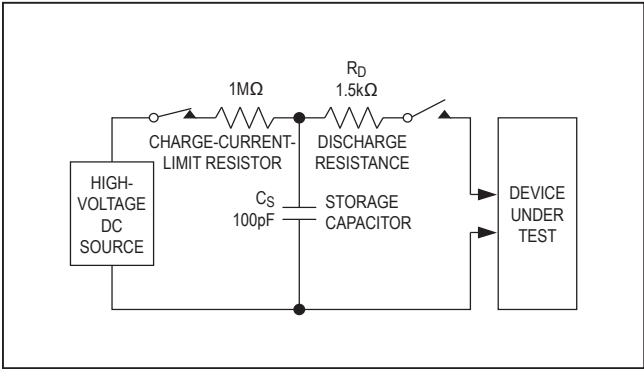 1MΩ
R_D
1.5kΩ
CHARGE-CURRENT-
LIMIT RESISTOR
DISCHARGE
RESISTANCE
HIGH-
VOLTAGE
DC
SOURCE
C_S
100pF
STORAGE
CAPACITOR
DEVICE
UNDER
TEST